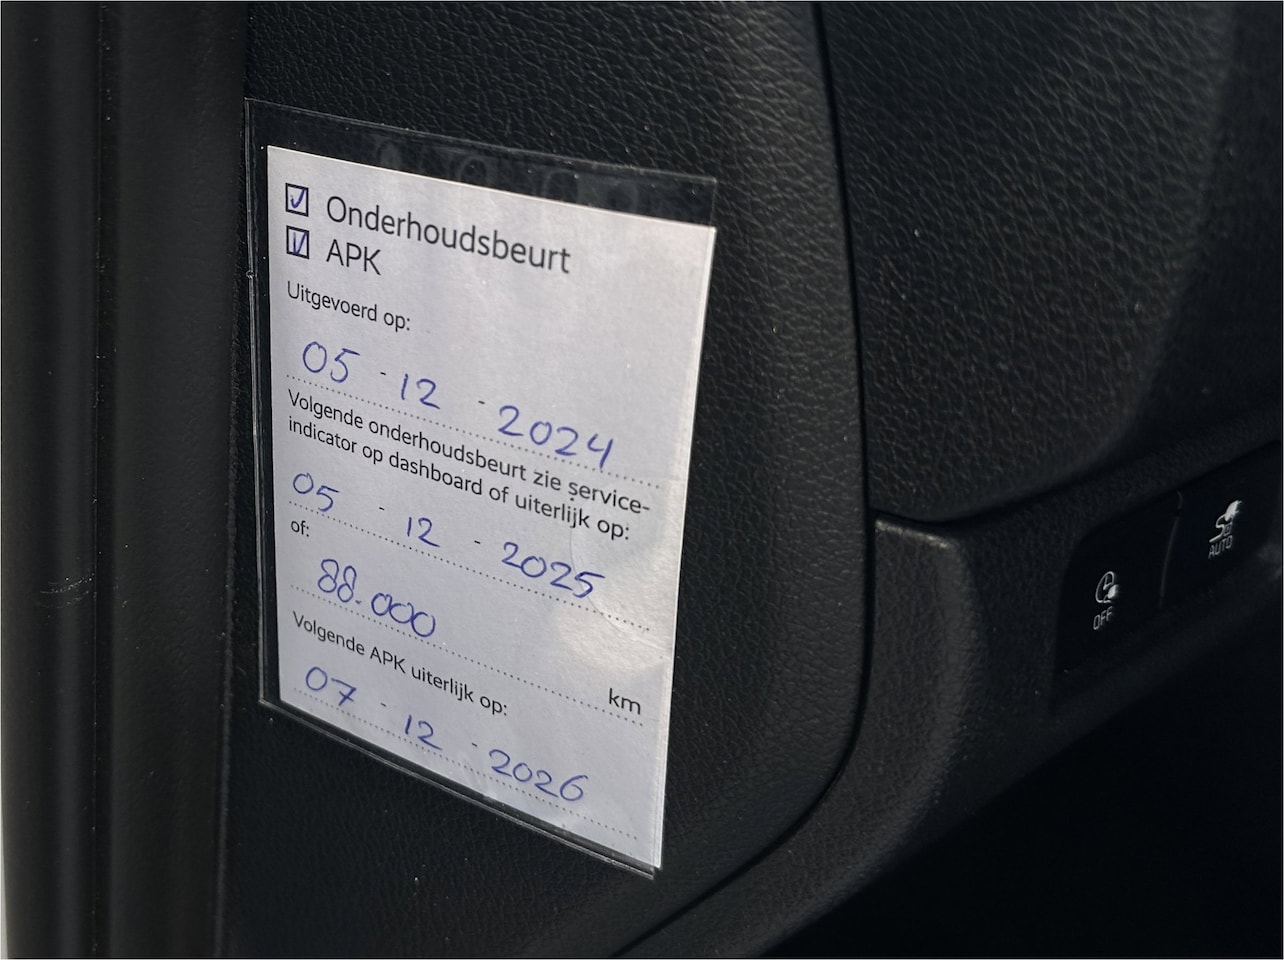 Onderhoudsbeurt
APK
Uitgevoerd op:
05 - 12 - 2024
Volgende onderhoudsbeurt zie service-
indicator op dashboard of uiterlijk op:
05 - 12 - 2025
of:
88.000
km
Volgende APK uiterlijk op:
07 - 12 - 2026
OFF
AUTO